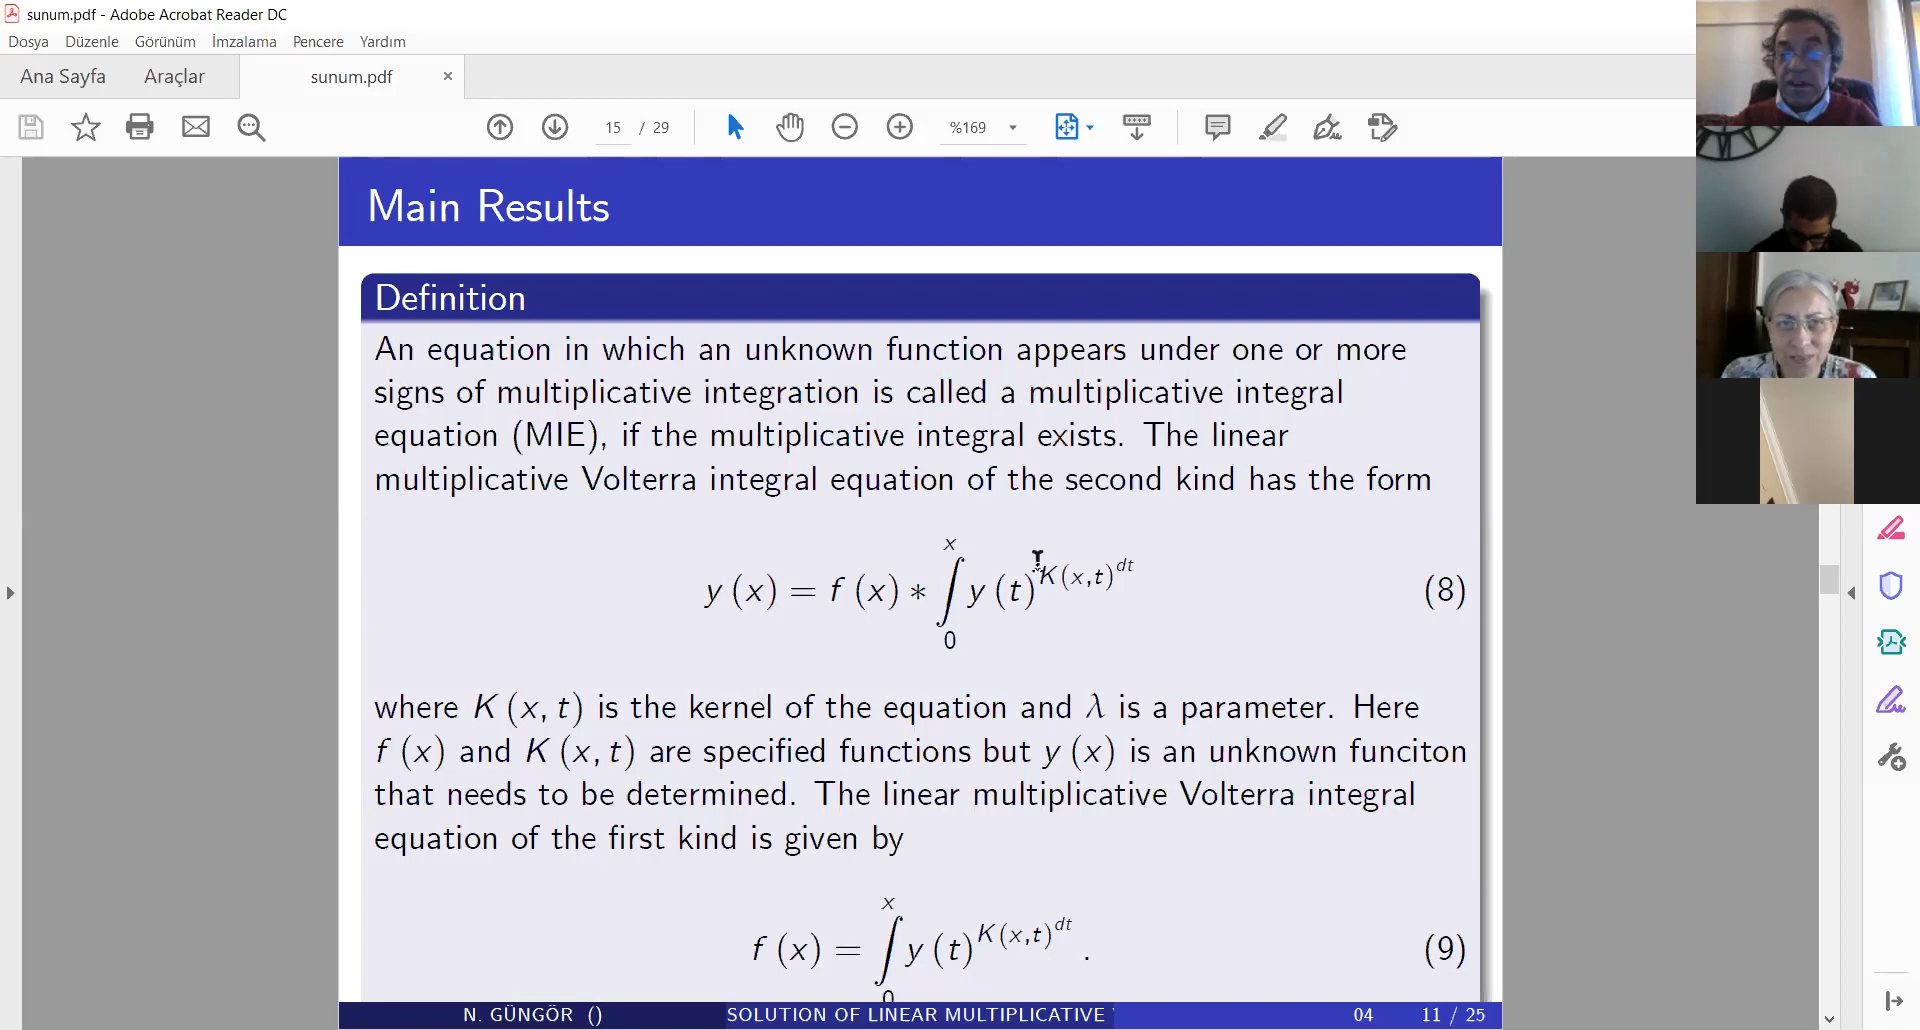 sunum.pdf - Adobe Acrobat Reader DC
Dosya Düzenle Görünüm İmzalama Pencere Yardım
Ana Sayfa Araçlar sunum.pdf ×
15 / 29 %169
Main Results
Definition
An equation in which an unknown function appears under one or more
signs of multiplicative integration is called a multiplicative integral
equation (MIE), if the multiplicative integral exists. The linear
multiplicative Volterra integral equation of the second kind has the form
y (x) = f (x) ∗ ∫₀ˣ y (t)^{K(x,t)^{dt}} (8)
where K (x, t) is the kernel of the equation and λ is a parameter. Here
f (x) and K (x, t) are specified functions but y (x) is an unknown funciton
that needs to be determined. The linear multiplicative Volterra integral
equation of the first kind is given by
f (x) = ∫₀ˣ y (t)^{K(x,t)^{dt}} . (9)
N. GÜNGÖR () SOLUTION OF LINEAR MULTIPLICATIVE 04 11 / 25